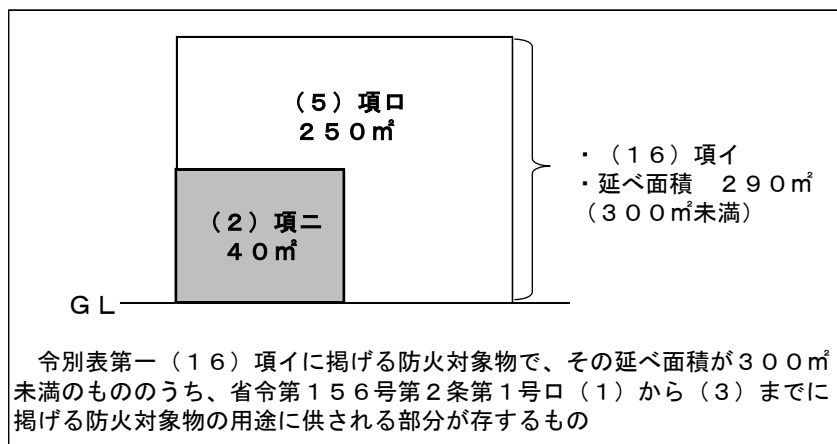 (5)項ロ
250㎡
(2)項ニ
40㎡
・(16)項イ
・延べ面積 290㎡
(300㎡未満)
GL
令別表第一(16)項イに掲げる防火対象物で、その延べ面積が300㎡
未満のもののうち、省令第156号第2条第1号ロ(1)から(3)までに
掲げる防火対象物の用途に供される部分が存するもの